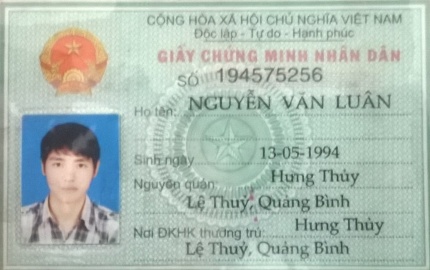 CỘNG HÒA XÃ HỘI CHỦ NGHĨA VIỆT NAM
Độc lập - Tự do - Hạnh phúc
GIẤY CHỨNG MINH NHÂN DÂN
SỐ 194575256
Họ tên: NGUYỄN VĂN LUÂN
Sinh ngày 13-05-1994
Nguyên quán: Hưng Thủy
Lệ Thuỷ, Quảng Bình
Nơi ĐKHK thường trú: Hưng Thủy
Lệ Thuỷ, Quảng Bình